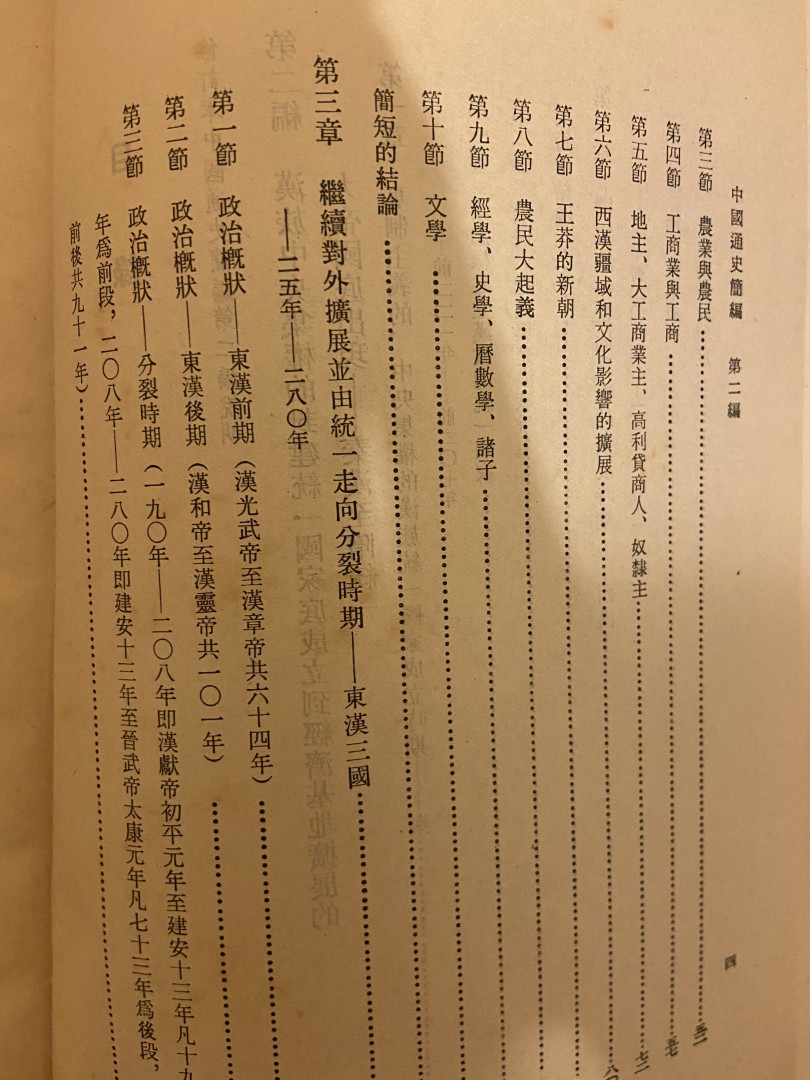 中國通史簡編　第二編
四
第三節　農業與農民……五二
第四節　工商業與工商……五七
第五節　地主、大工商業主、高利貸商人、奴隸主……七二
第六節　西漢疆域和文化影響的擴展……八
第七節　王莽的新朝……
第八節　農民大起義……
第九節　經學、史學、曆數學、諸子……
第十節　文學……
簡短的結論……
第三章　繼續對外擴展並由統一走向分裂時期——東漢三國……
——二五年——二八〇年
第一節　政治概狀——東漢前期（漢光武帝至漢章帝共六十四年）……
第二節　政治概狀——東漢後期（漢和帝至漢靈帝共一〇一年）……
第三節　政治概狀——分裂時期（一九〇年——二〇八年即漢獻帝初平元年至建安十三年凡十九
年爲前段，二〇八年——二八〇年即建安十三年至晉武帝太康元年凡七十三年爲後段，
前後共九十一年）……